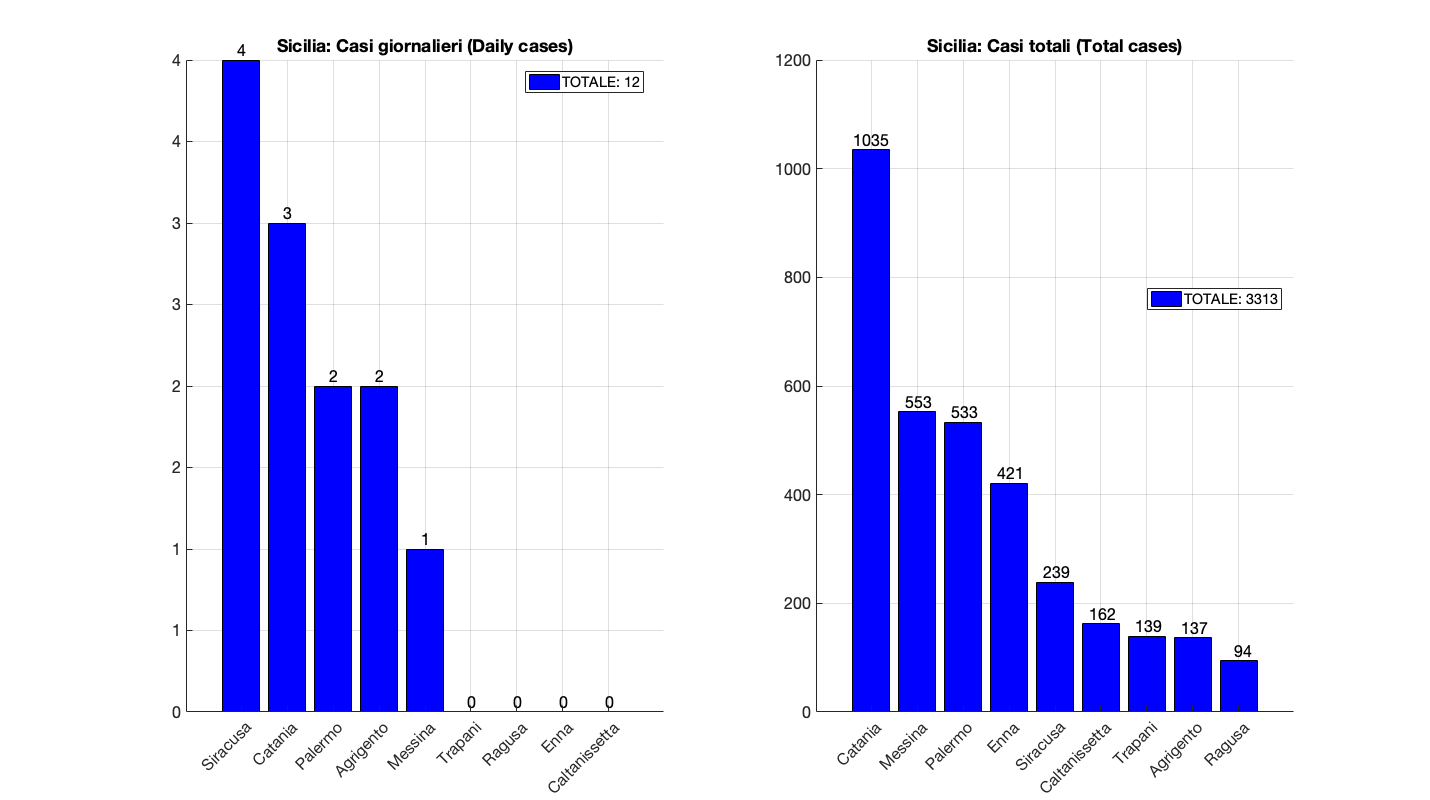 Sicilia: Casi giornalieri (Daily cases)
TOTALE: 12
4
4
3
3
2
2
1
1
0
4
3
2
2
1
0
0
0
0
Siracusa
Catania
Palermo
Agrigento
Messina
Trapani
Ragusa
Enna
Caltanissetta
Sicilia: Casi totali (Total cases)
TOTALE: 3313
1200
1000
800
600
400
200
0
1035
553
533
421
239
162
139
137
94
Catania
Messina
Palermo
Enna
Siracusa
Caltanissetta
Trapani
Agrigento
Ragusa